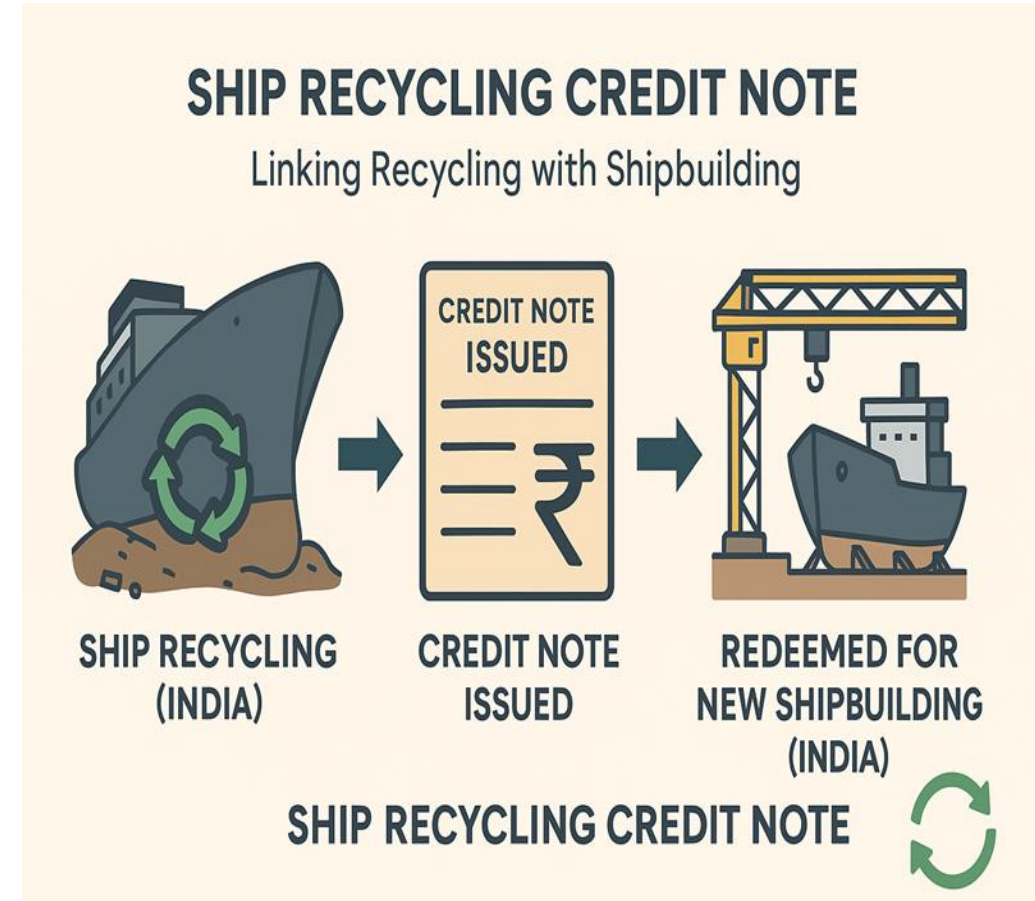 SHIP RECYCLING CREDIT NOTE
Linking Recycling with Shipbuilding
CREDIT NOTE
ISSUED
₹
SHIP RECYCLING
(INDIA)
CREDIT NOTE
ISSUED
REDEEMED FOR
NEW SHIPBUILDING
(INDIA)
SHIP RECYCLING CREDIT NOTE